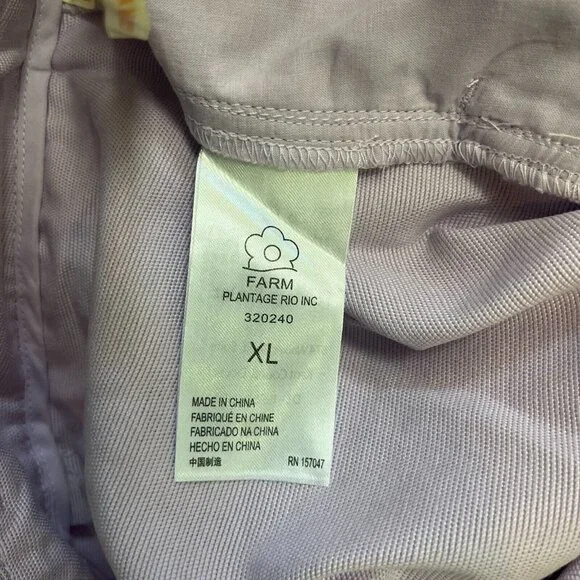 FARM
PLANTAGE RIO INC
320240
XL
MADE IN CHINA
FABRIQUÉ EN CHINE
FABRICADO NA CHINA
HECHO EN CHINA
中国制造
RN 157047